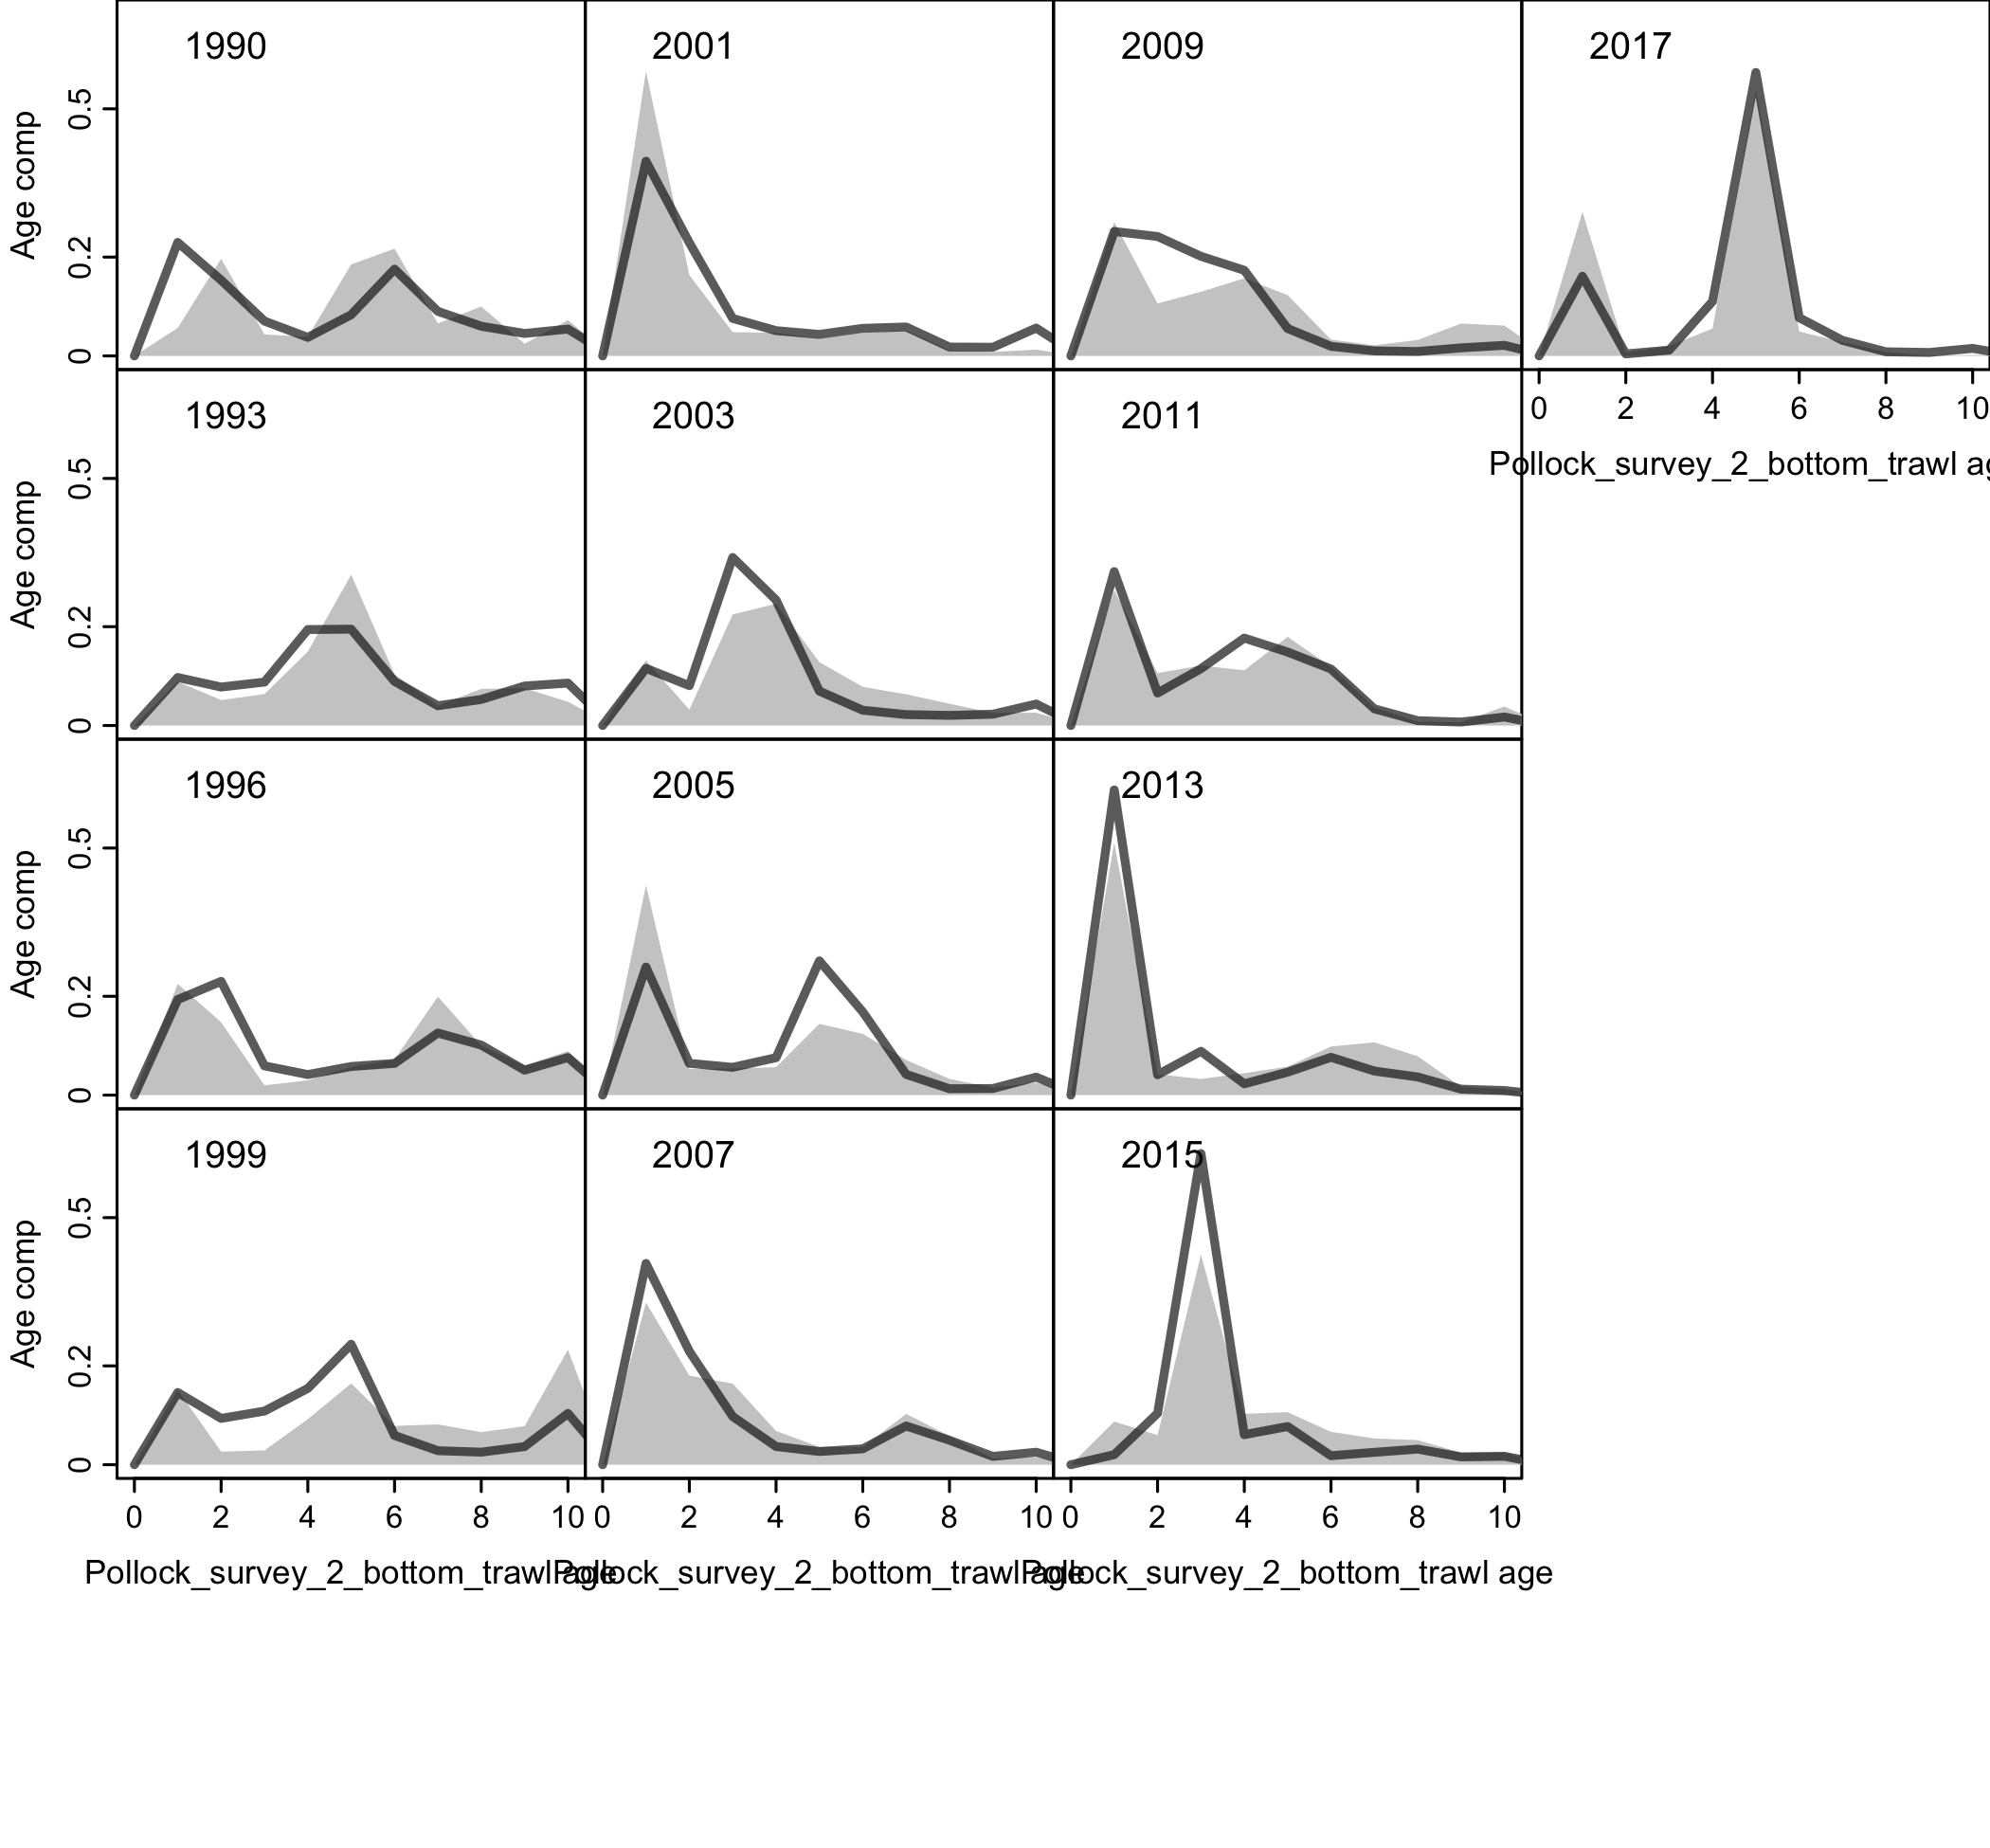 1990
2001
2009
2017
Age comp
0 0.2 0.5
0 2 4 6 8 10
Pollock_survey_2_bottom_trawl ag
1993
2003
2011
Age comp
0 0.2 0.5
1996
2005
2013
Age comp
0 0.2 0.5
1999
2007
2015
Age comp
0 0.2 0.5
0 2 4 6 8 10 0 2 4 6 8 10 0 2 4 6 8 10
Pollock_survey_2_bottom_trawl age Pollock_survey_2_bottom_trawl age Pollock_survey_2_bottom_trawl age